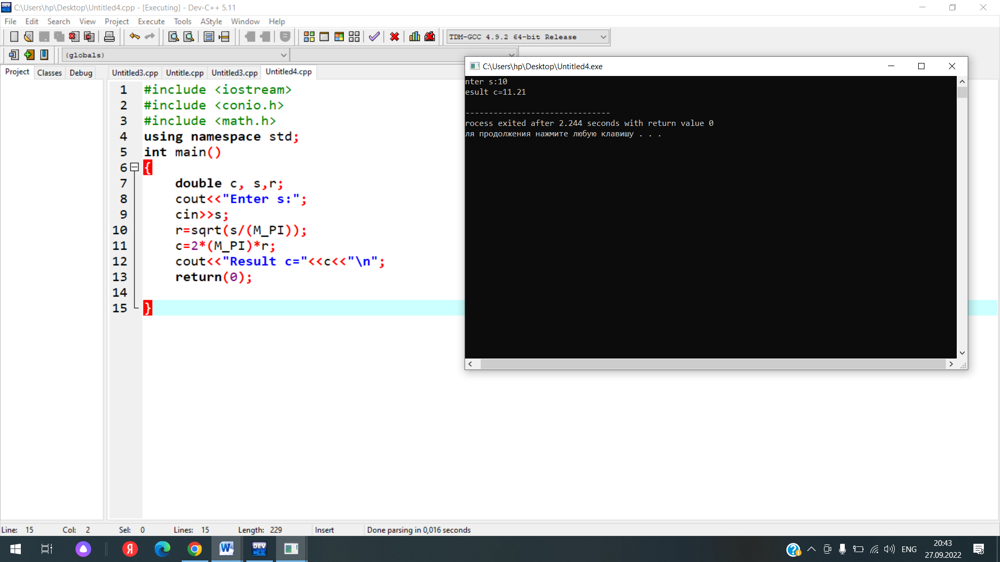 C:\Users\hp\Desktop\Untitled4.cpp - [Executing] - Dev-C++ 5.11
File Edit Search View Project Execute Tools AStyle Window Help
TDM-GCC 4.9.2 64-bit Release
(globals)
Project Classes Debug
Untitled3.cpp Untitle.cpp Untitled3.cpp Untitled4.cpp
1 #include <iostream>
2 #include <conio.h>
3 #include <math.h>
4 using namespace std;
5 int main()
6 {
7 double c, s,r;
8 cout<<"Enter s:";
9 cin>>s;
10 r=sqrt(s/(M_PI));
11 c=2*(M_PI)*r;
12 cout<<"Result c="<<c<<"\n";
13 return(0);
14
15 }
C:\Users\hp\Desktop\Untitled4.exe
nter s:10
esult c=11.21
-------------------------------
rocess exited after 2.244 seconds with return value 0
ля продолжения нажмите любую клавишу . . .
Line: 15 Col: 2 Sel: 0 Lines: 15 Length: 229 Insert Done parsing in 0,016 seconds
Я
W
DEV C++
ENG
20:43
27.09.2022